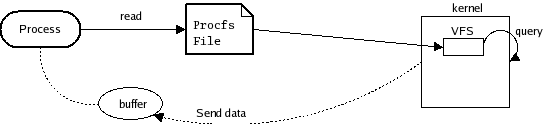 kernel
read
Process
Procfs
File
VFS
query
buffer
Send data